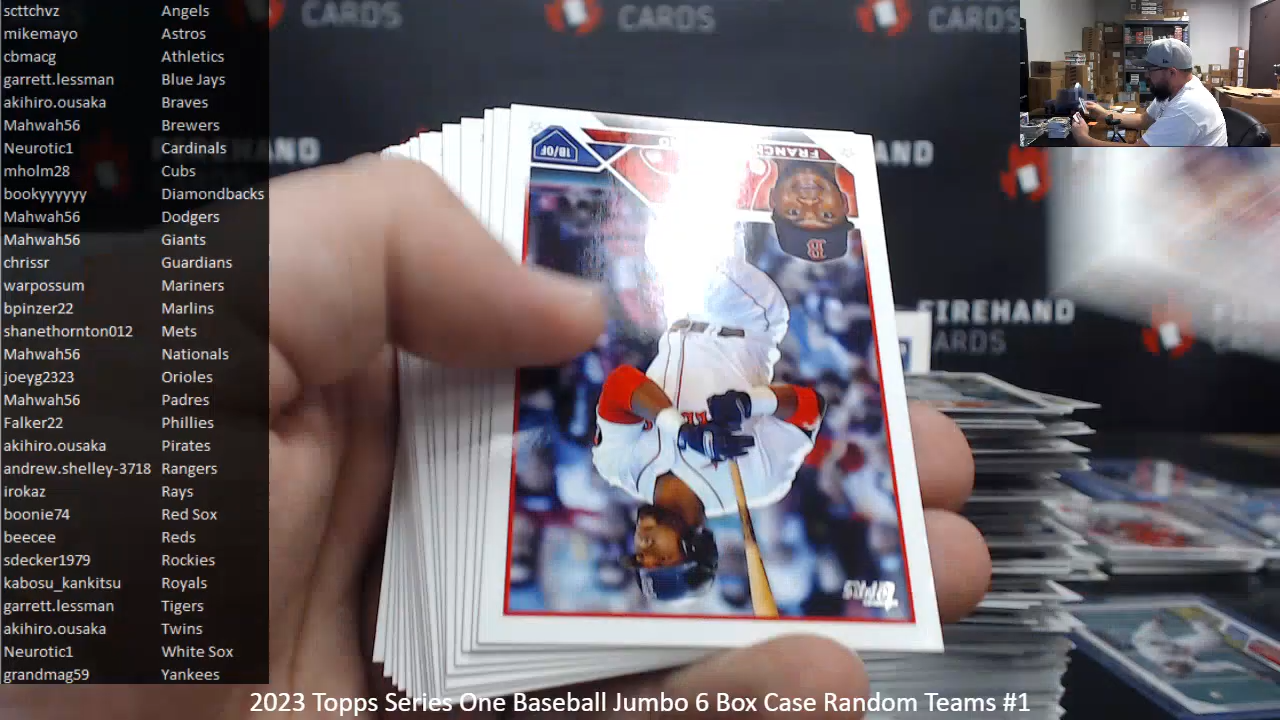 scttchvz Angels
mikemayo Astros
cbmacg Athletics
garrett.lessman Blue Jays
akihiro.ousaka Braves
Mahwah56 Brewers
Neurotic1 Cardinals
mholm28 Cubs
bookyyyyyy Diamondbacks
Mahwah56 Dodgers
Mahwah56 Giants
chrissr Guardians
warpossum Mariners
bpinzer22 Marlins
shanethornton012 Mets
Mahwah56 Nationals
joeyg2323 Orioles
Mahwah56 Padres
Falker22 Phillies
akihiro.ousaka Pirates
andrew.shelley-3718 Rangers
irokaz Rays
boonie74 Red Sox
beecee Reds
sdecker1979 Rockies
kabosu_kankitsu Royals
garrett.lessman Tigers
akihiro.ousaka Twins
Neurotic1 White Sox
grandmag59 Yankees
CARDS
CARDS
CARDS
FIREHAND
CARDS
1B/OF
FRANCH
B
TOPPS
2023 Topps Series One Baseball Jumbo 6 Box Case Random Teams #1